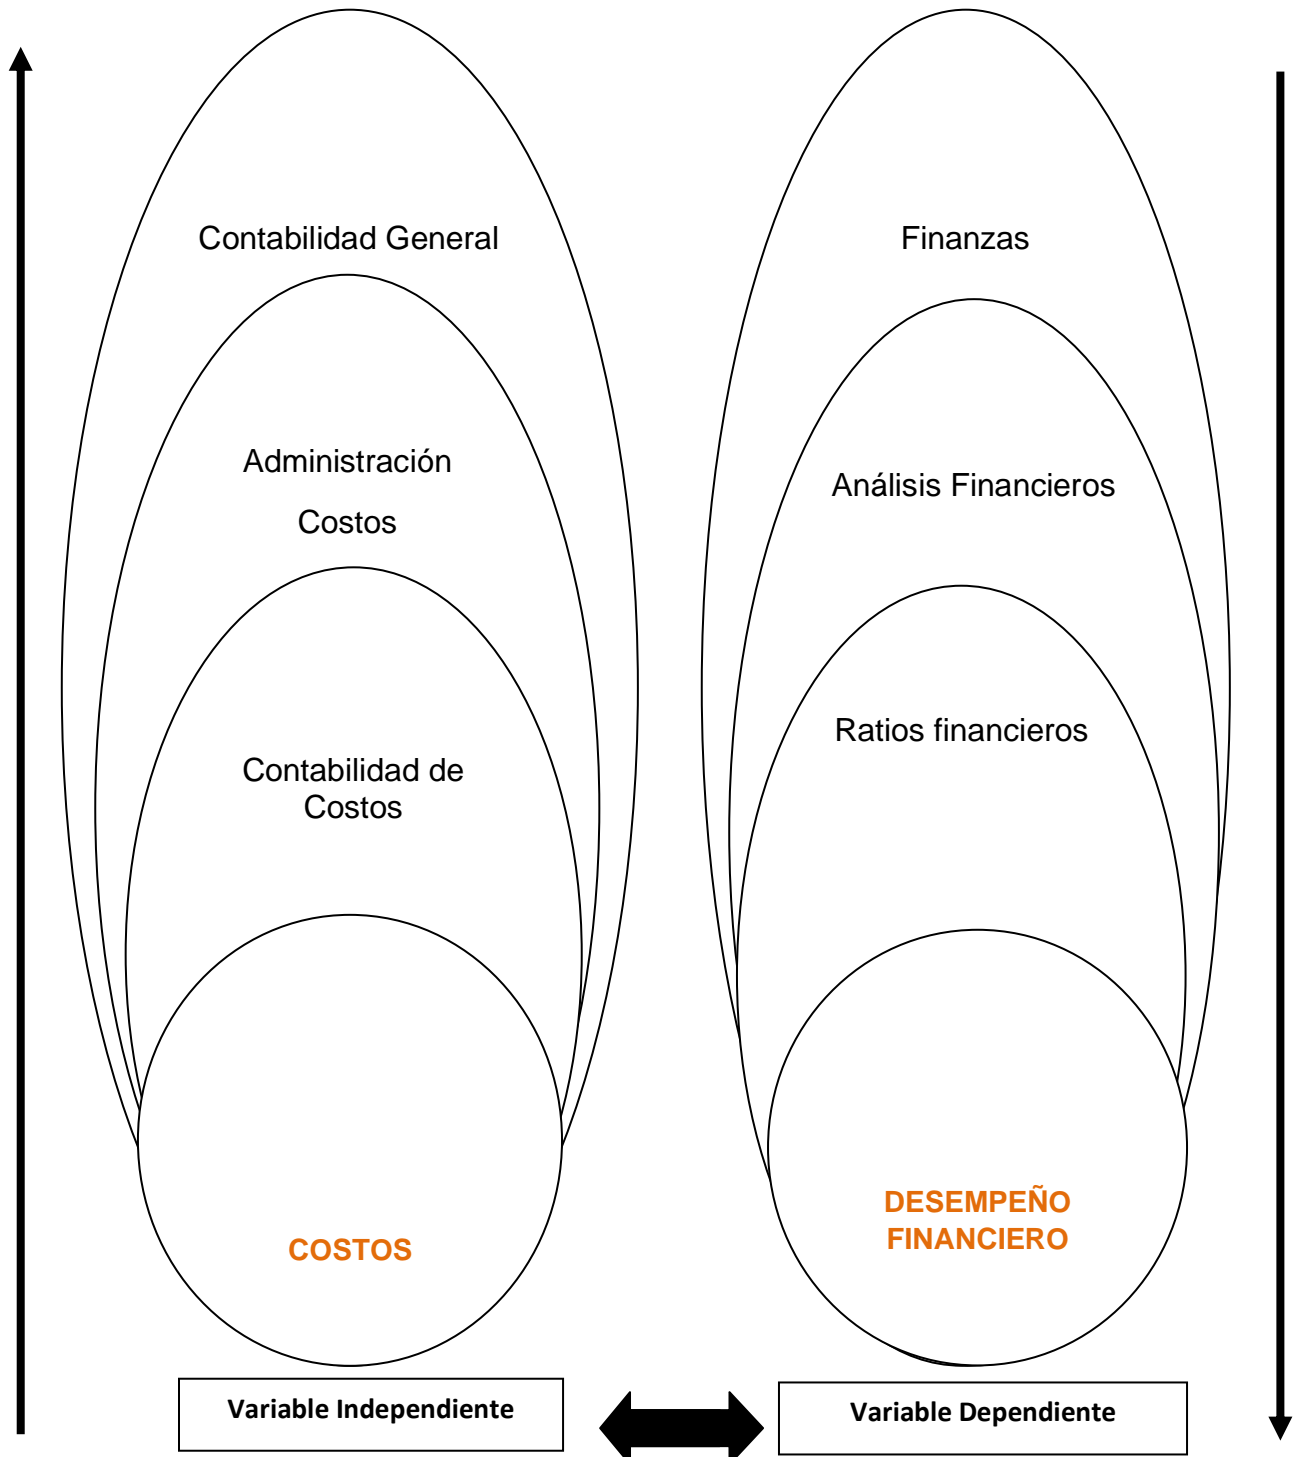 Contabilidad General
Administración
Costos
Contabilidad de
Costos
COSTOS
Variable Independiente
Finanzas
Análisis Financieros
Ratios financieros
DESEMPEÑO
FINANCIERO
Variable Dependiente